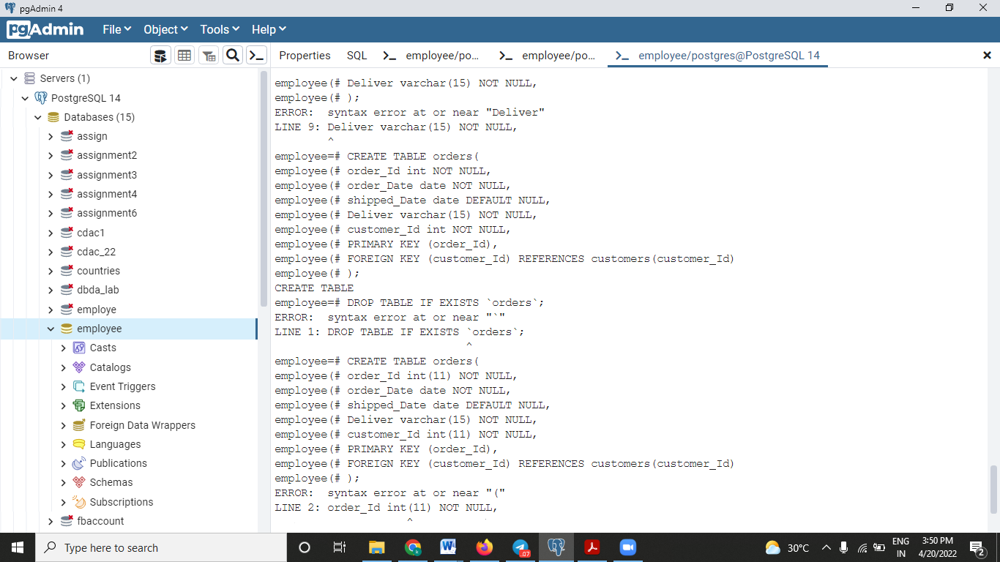 pgAdmin 4
pgAdmin File Object Tools Help
Browser
Properties SQL employee/po... employee/po... employee/postgres@PostgreSQL 14
Servers (1)
PostgreSQL 14
Databases (15)
assign
assignment2
assignment3
assignment4
assignment6
cdac1
cdac_22
countries
dbda_lab
employe
employee
Casts
Catalogs
Event Triggers
Extensions
Foreign Data Wrappers
Languages
Publications
Schemas
Subscriptions
fbaccount
employee(# Deliver varchar(15) NOT NULL,
employee(# );
ERROR:  syntax error at or near "Deliver"
LINE 9: Deliver varchar(15) NOT NULL,
        ^
employee=# CREATE TABLE orders(
employee(# order_Id int NOT NULL,
employee(# order_Date date NOT NULL,
employee(# shipped_Date date DEFAULT NULL,
employee(# Deliver varchar(15) NOT NULL,
employee(# customer_Id int NOT NULL,
employee(# PRIMARY KEY (order_Id),
employee(# FOREIGN KEY (customer_Id) REFERENCES customers(customer_Id)
employee(# );
CREATE TABLE
employee=# DROP TABLE IF EXISTS `orders`;
ERROR:  syntax error at or near "`"
LINE 1: DROP TABLE IF EXISTS `orders`;
                             ^
employee=# CREATE TABLE orders(
employee(# order_Id int(11) NOT NULL,
employee(# order_Date date NOT NULL,
employee(# shipped_Date date DEFAULT NULL,
employee(# Deliver varchar(15) NOT NULL,
employee(# customer_Id int(11) NOT NULL,
employee(# PRIMARY KEY (order_Id),
employee(# FOREIGN KEY (customer_Id) REFERENCES customers(customer_Id)
employee(# );
ERROR:  syntax error at or near "("
LINE 2: order_Id int(11) NOT NULL,
                    ^
Type here to search
.07
30°C
ENG
IN
3:50 PM
4/20/2022
2